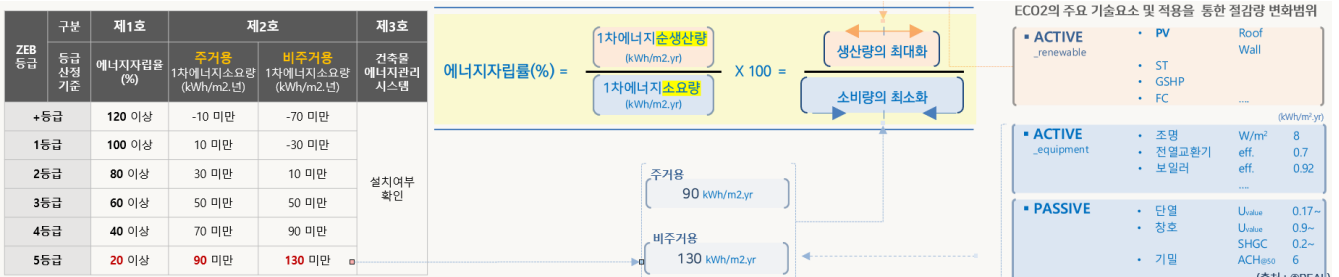 구분 제1호 제2호 제3호
ZEB
등급
등급
산정
기준
에너지자립률
(%)
주거용
1차에너지소요량
(kWh/m2.년)
비주거용
1차에너지소요량
(kWh/m2.년)
건축물
에너지관리
시스템
+등급 120 이상 -10 미만 -70 미만
1등급 100 이상 10 미만 -30 미만
2등급 80 이상 30 미만 10 미만
3등급 60 이상 50 미만 50 미만
4등급 40 이상 70 미만 90 미만
5등급 20 이상 90 미만 130 미만
설치여부
확인
에너지자립률(%) =
1차에너지순생산량
(kWh/m2.yr)
1차에너지소요량
(kWh/m2.yr)
X 100 =
생산량의 최대화
소비량의 최소화
주거용
90 kWh/m2.yr
비주거용
130 kWh/m2.yr
ECO2의 주요 기술요소 및 적용을 통한 절감량 변화범위
▪ ACTIVE
_renewable
• PV Roof
Wall
• ST
• GSHP
• FC ....
(kWh/m².yr)
▪ ACTIVE
_equipment
• 조명 W/m² 8
• 전열교환기 eff. 0.7
• 보일러 eff. 0.92
....
▪ PASSIVE
• 단열 Uvalue 0.17~
• 창호 Uvalue 0.9~
SHGC 0.2~
• 기밀 ACH@50 6